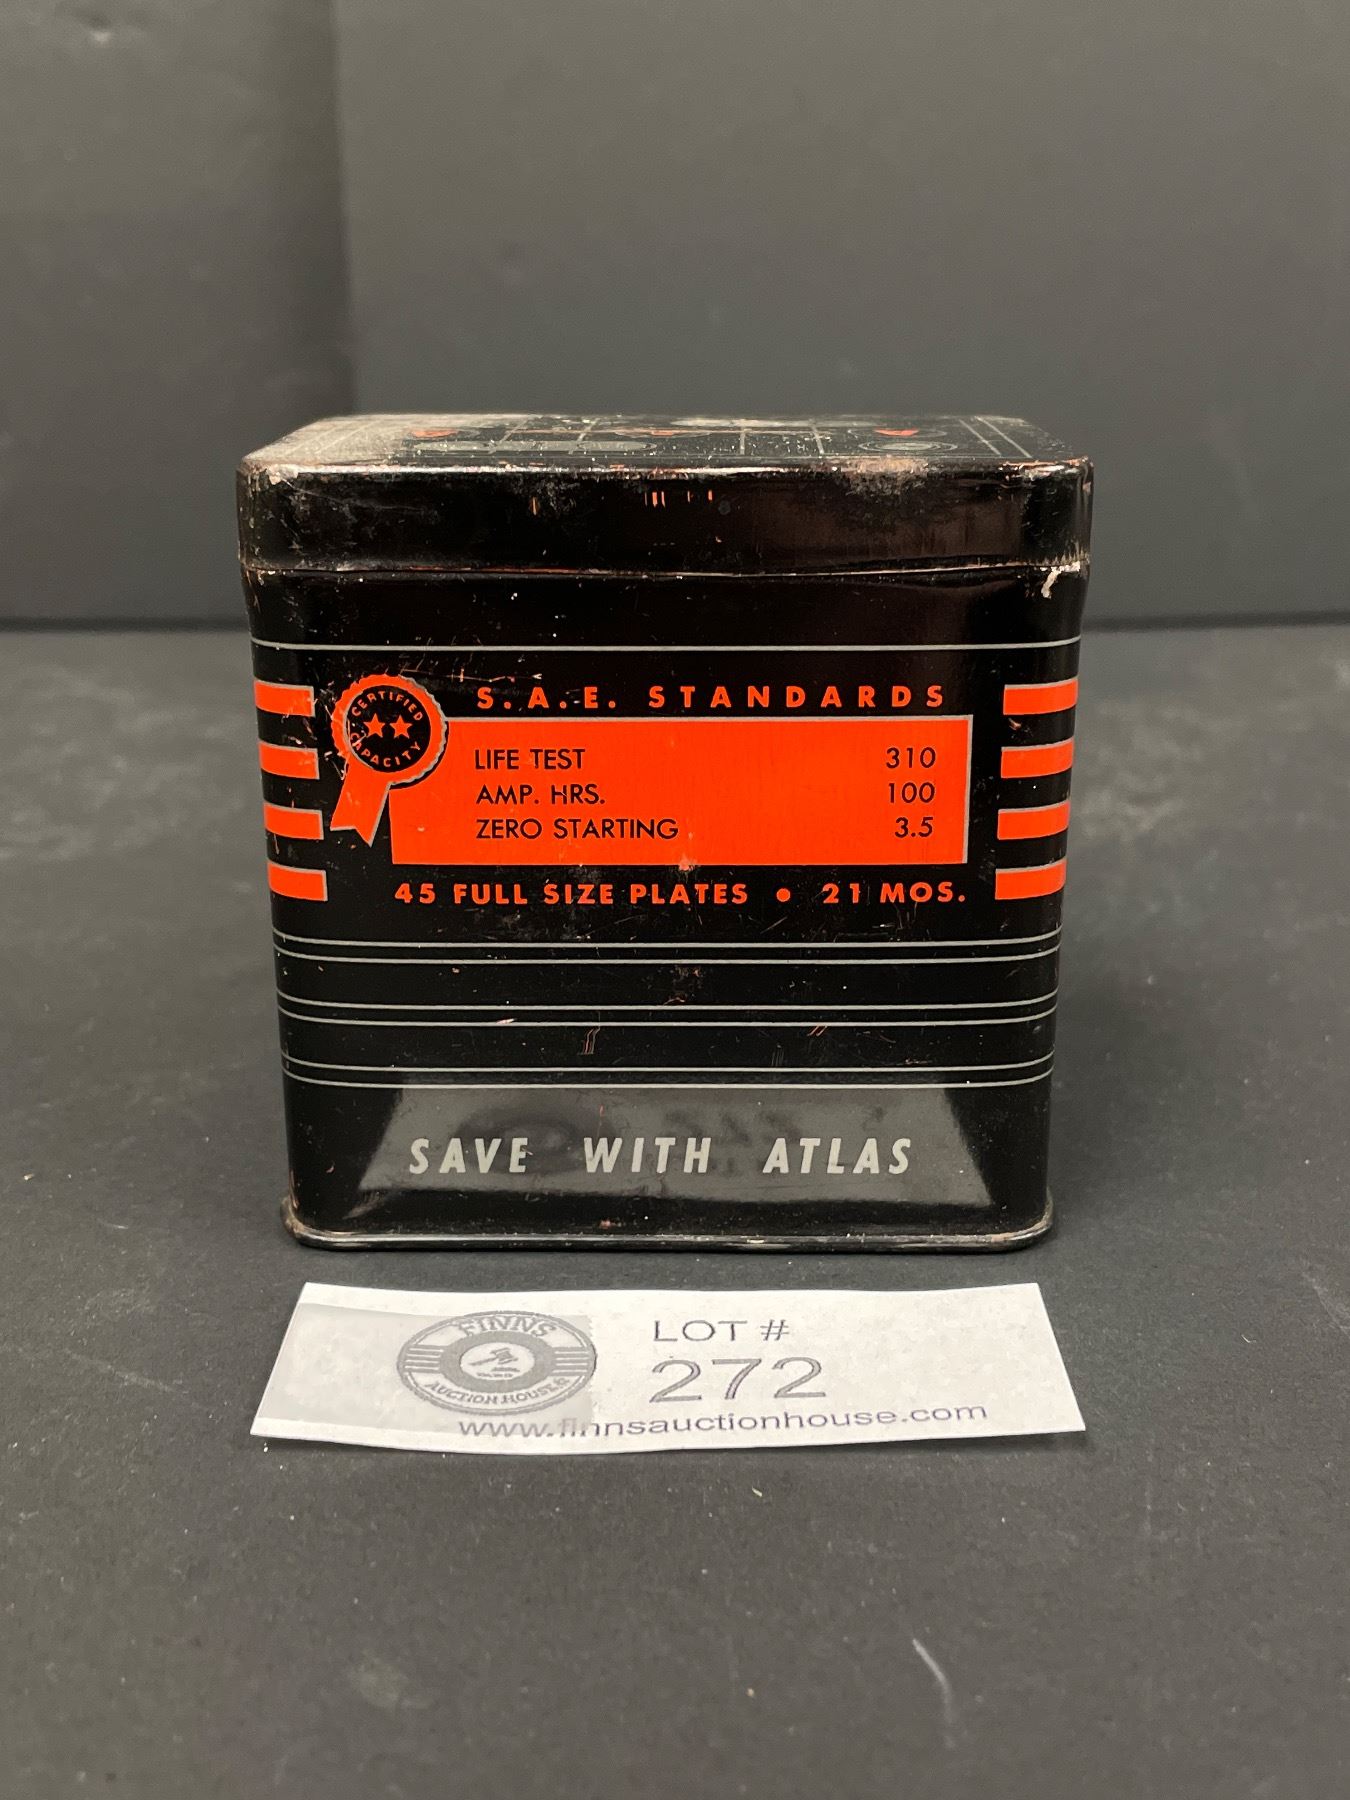 CERTIFIED
CAPACITY
S.A.E. STANDARDS
LIFE TEST 310
AMP. HRS. 100
ZERO STARTING 3.5
45 FULL SIZE PLATES • 21 MOS.
SAVE WITH ATLAS
FINNS
AUCTION HOUSE
LOT #
272
www.finnsauctionhouse.com